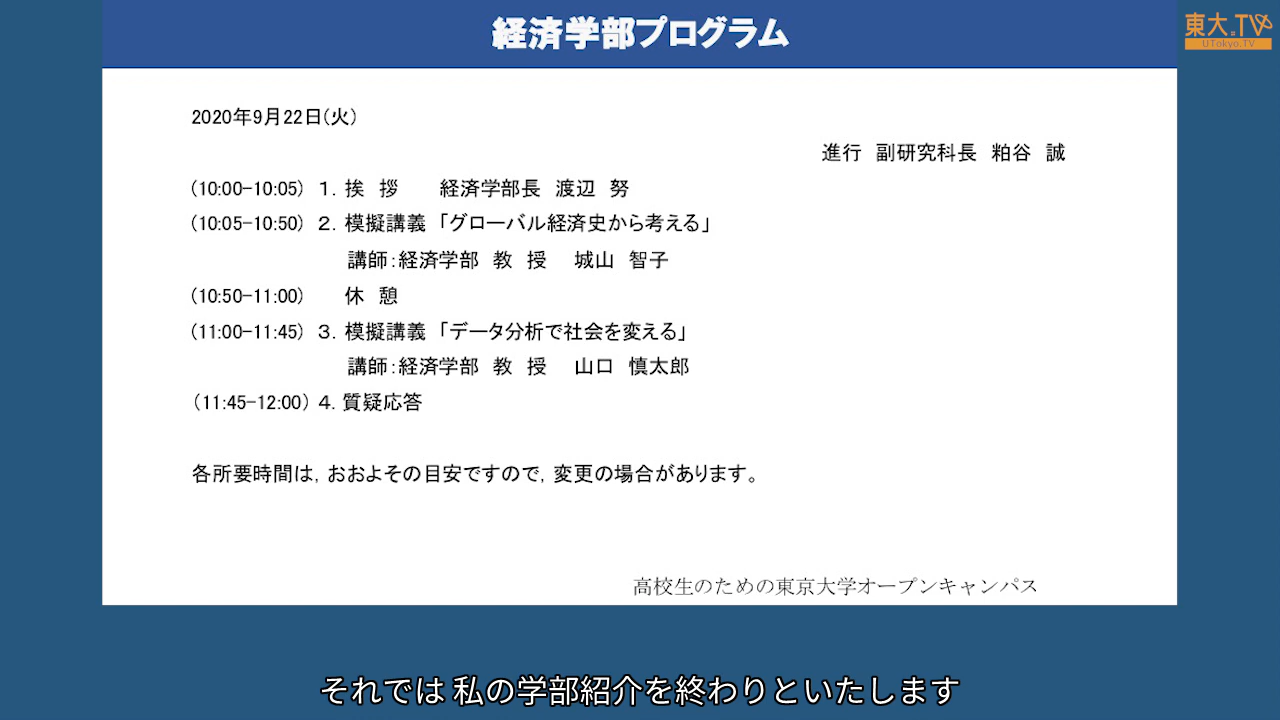 経済学部プログラム
東大.TV
UTokyo.TV
2020年9月22日(火)
進行 副研究科長 粕谷 誠
(10:00-10:05) 1. 挨 拶 経済学部長 渡辺 努
(10:05-10:50) 2. 模擬講義 「グローバル経済史から考える」
講師:経済学部 教 授 城山 智子
(10:50-11:00) 休 憩
(11:00-11:45) 3. 模擬講義 「データ分析で社会を変える」
講師:経済学部 教 授 山口 慎太郎
(11:45-12:00) 4. 質疑応答
各所要時間は, おおよその目安ですので, 変更の場合があります。
高校生のための東京大学オープンキャンパス
それでは 私の学部紹介を終わりといたします